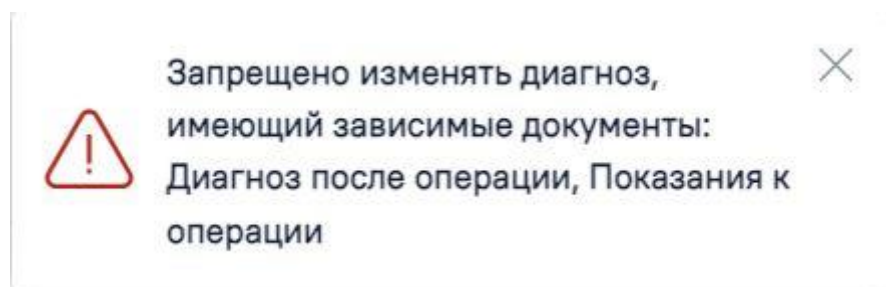 Запрещено изменять диагноз,
имеющий зависимые документы:
Диагноз после операции, Показания к
операции